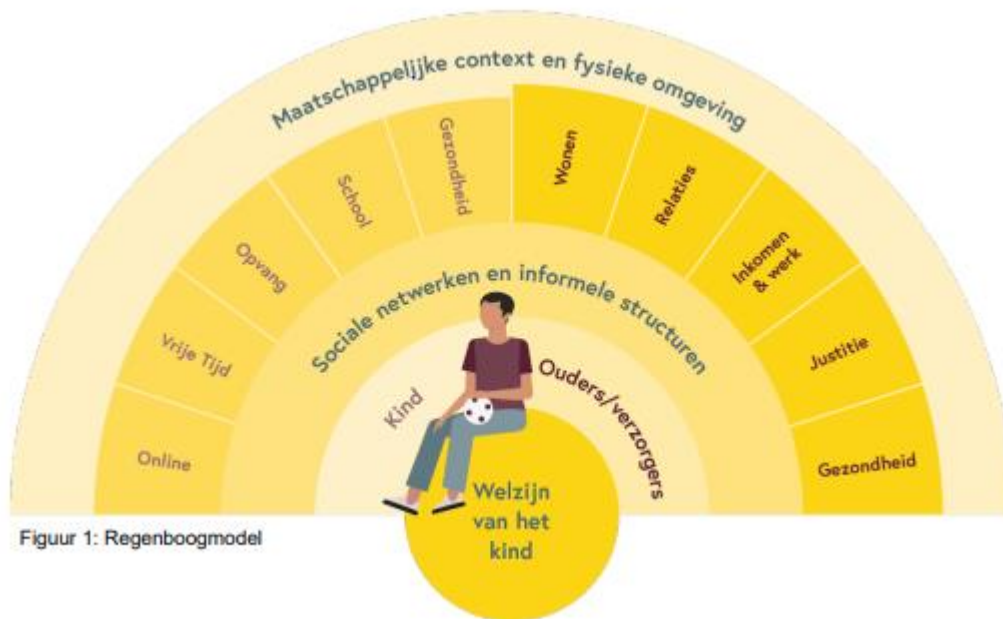 Maatschappelijke context en fysieke omgeving
Online
Vrije Tijd
Opvang
School
Gezondheid
Wonen
Relaties
Inkomen
& werk
Justitie
Gezondheid
Sociale netwerken en informele structuren
Kind
Ouders/verzorgers
Welzijn
van het
kind
Figuur 1: Regenboogmodel